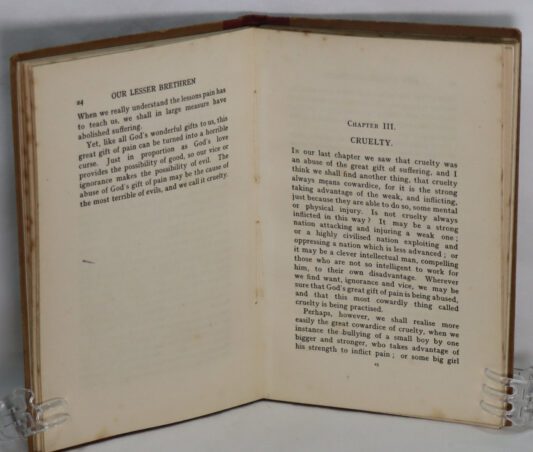 24
OUR LESSER BRETHREN
When we really understand the lessons pain has
to teach us, we shall in large measure have
abolished suffering.
Yet, like all God's wonderful gifts to us, this
great gift of pain can be turned into a horrible
curse. Just in proportion as God's love
provides the possibility of good, so our vice or
ignorance makes the possibility of evil. The
abuse of God's gift of pain may be the cause of
the most terrible of evils, and we call it cruelty.
CHAPTER III.
CRUELTY.
In our last chapter we saw that cruelty was
an abuse of the great gift of suffering, and I
think we shall find another thing, that cruelty
always means cowardice, for it is the strong
taking advantage of the weak, and inflicting,
just because they are able to do so, some mental
or physical injury. Is not cruelty always
inflicted in this way? It may be a strong
nation attacking and injuring a weak one;
or a highly civilised nation exploiting and
oppressing a nation which is less advanced; or
it may be a clever intellectual man, compelling
those who are not so intelligent to work for
him, to their own disadvantage. Wherever
we find want, ignorance and vice, we may be
sure that God's great gift of pain is being abused,
and that this most cowardly thing called
cruelty is being practised.
Perhaps, however, we shall realise more
easily the great cowardice of cruelty, when we
instance the bullying of a small boy by one
bigger and stronger, who takes advantage of
his strength to inflict pain; or some big girl
25